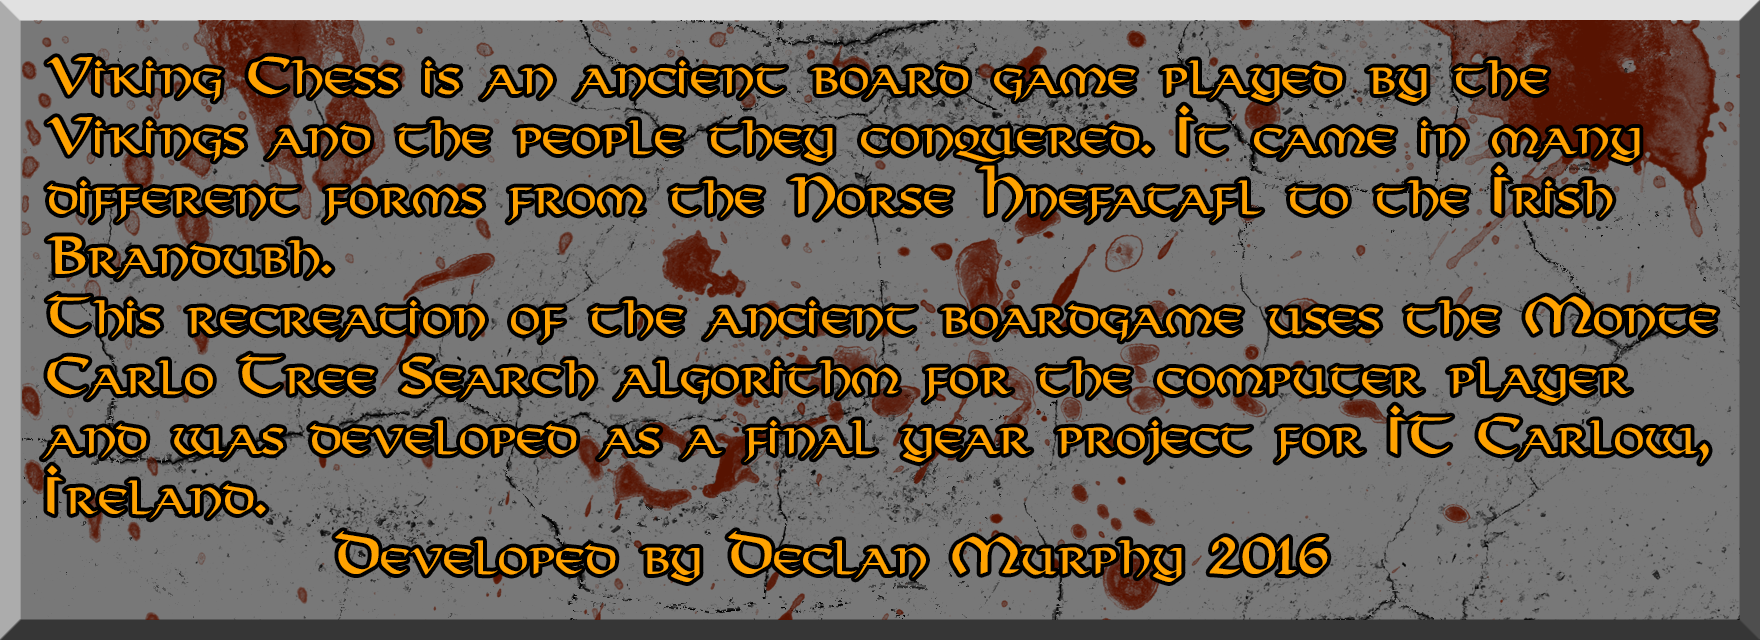 Viking Chess is an ancient board game played by the
Vikings and the people they conquered. It came in many
different forms from the Norse Hnefatafl to the Irish
Brandubh.
This recreation of the ancient boardgame uses the Monte
Carlo Tree Search algorithm for the computer player
and was developed as a final year project for IT Carlow,
Ireland.
Developed by Declan Murphy 2016